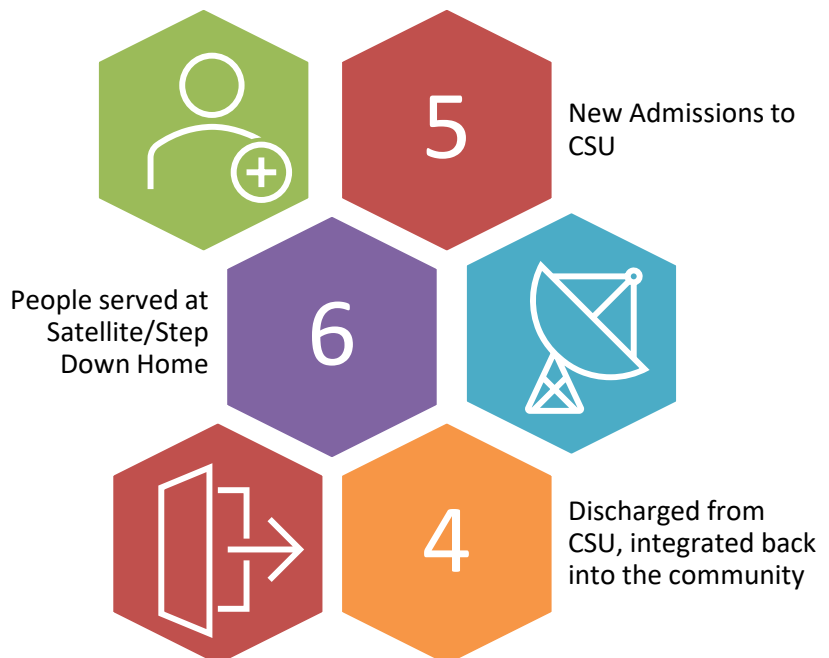 5
New Admissions to
CSU
People served at
Satellite/Step
Down Home
6
4
Discharged from
CSU, integrated back
into the community